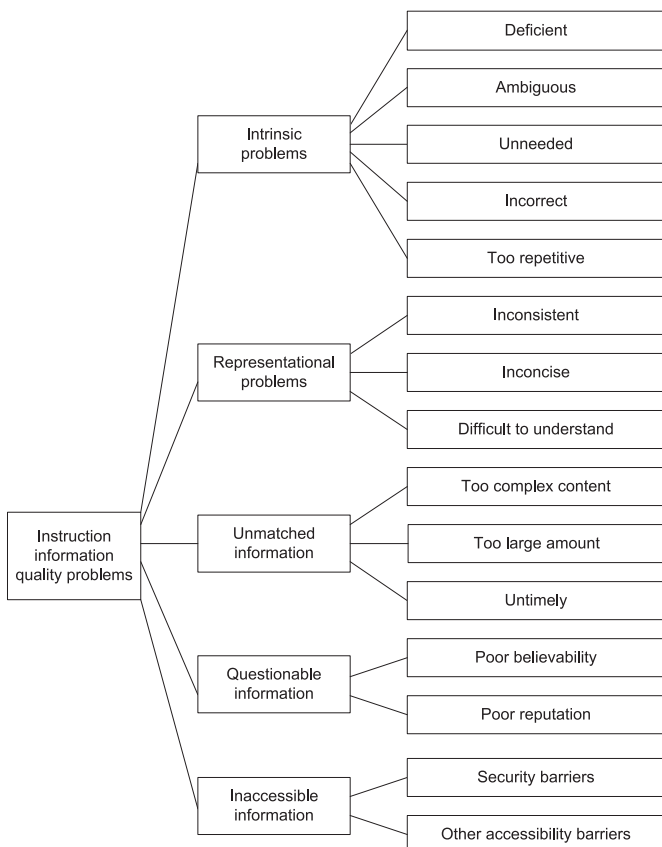 Deficient
Ambiguous
Intrinsic
problems
Unneeded
Incorrect
Too repetitive
Inconsistent
Representational
problems
Inconcise
Difficult to understand
Too complex content
Instruction
information
quality problems
Unmatched
information
Too large amount
Untimely
Poor believability
Questionable
information
Poor reputation
Security barriers
Inaccessible
information
Other accessibility barriers